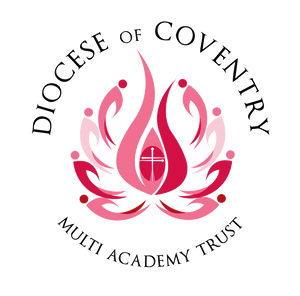 DIOCESE OF COVENTRY
MULTI ACADEMY TRUST